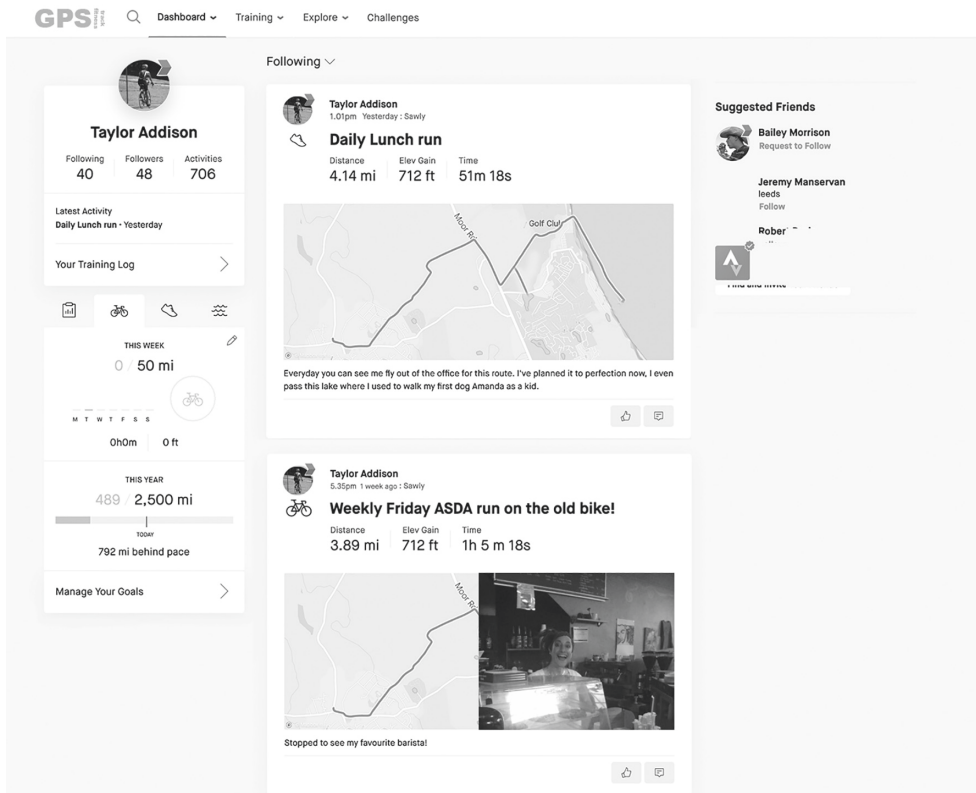 GPS track fitness
Dashboard
Training
Explore
Challenges
Taylor Addison
Following
Followers
Activities
40
48
706
Latest Activity
Daily Lunch run • Yesterday
Your Training Log
THIS WEEK
0 / 50 mi
M T W T F S S
0h0m
0 ft
THIS YEAR
489 / 2,500 mi
TODAY
792 mi behind pace
Manage Your Goals
Following
Taylor Addison
1.01pm Yesterday : Sawly
Daily Lunch run
Distance
Elev Gain
Time
4.14 mi
712 ft
51m 18s
Moor
Golf Club
Everyday you can see me fly out of the office for this route. I've planned it to perfection now, I even
pass this lake where I used to walk my first dog Amanda as a kid.
Taylor Addison
5.35pm 1 week ago : Sawly
Weekly Friday ASDA run on the old bike!
Distance
Elev Gain
Time
3.89 mi
712 ft
1h 5 m 18s
Moor
Stopped to see my favourite barista!
Suggested Friends
Bailey Morrison
Request to Follow
Jeremy Manservan
leeds
Follow
Robert
Find and invite